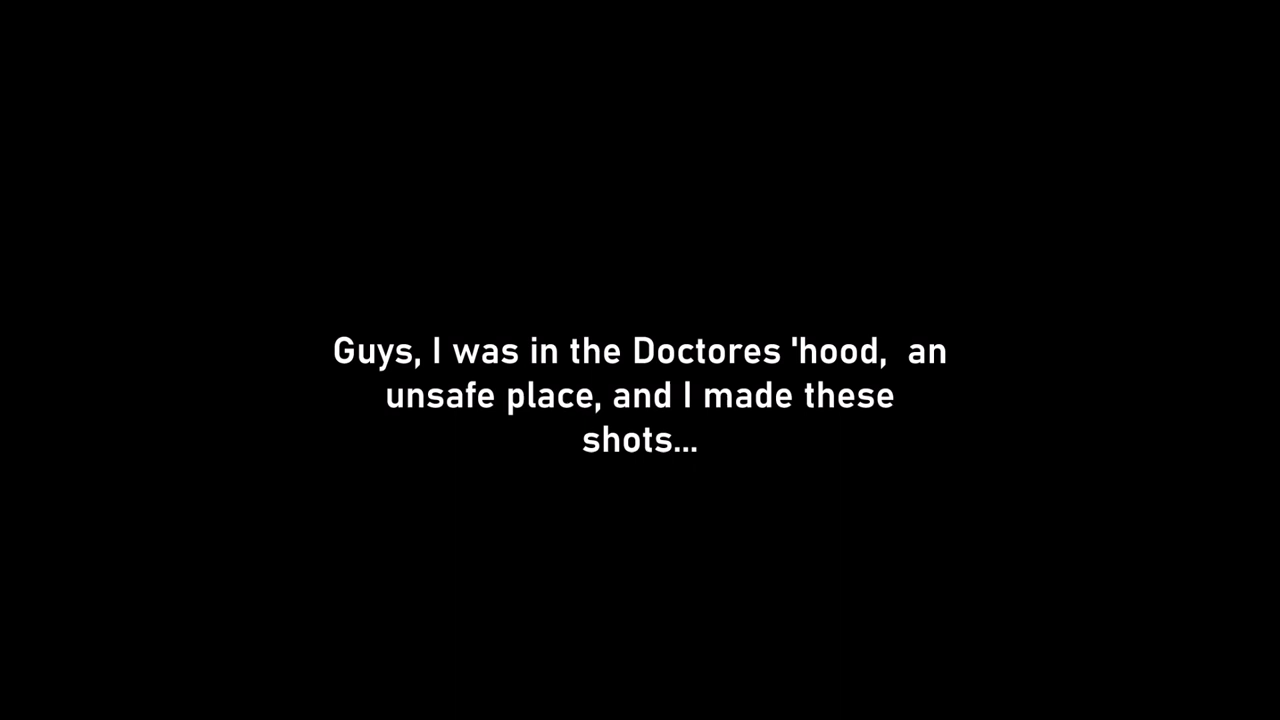 Guys, I was in the Doctores 'hood,  an
unsafe place, and I made these
shots...